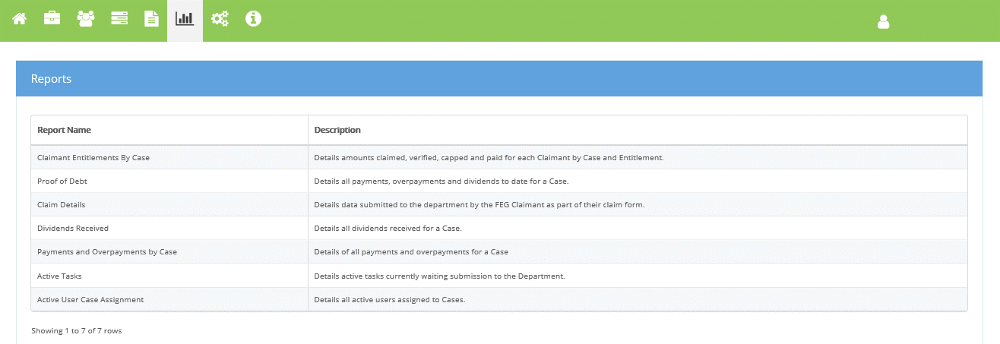 Reports
Report Name Description
Claimant Entitlements By Case Details amounts claimed, verified, capped and paid for each Claimant by Case and Entitlement.
Proof of Debt Details all payments, overpayments and dividends to date for a Case.
Claim Details Details data submitted to the department by the FEG Claimant as part of their claim form.
Dividends Received Details all dividends received for a Case.
Payments and Overpayments by Case Details of all payments and overpayments for a Case
Active Tasks Details active tasks currently waiting submission to the Department.
Active User Case Assignment Details all active users assigned to Cases.
Showing 1 to 7 of 7 rows